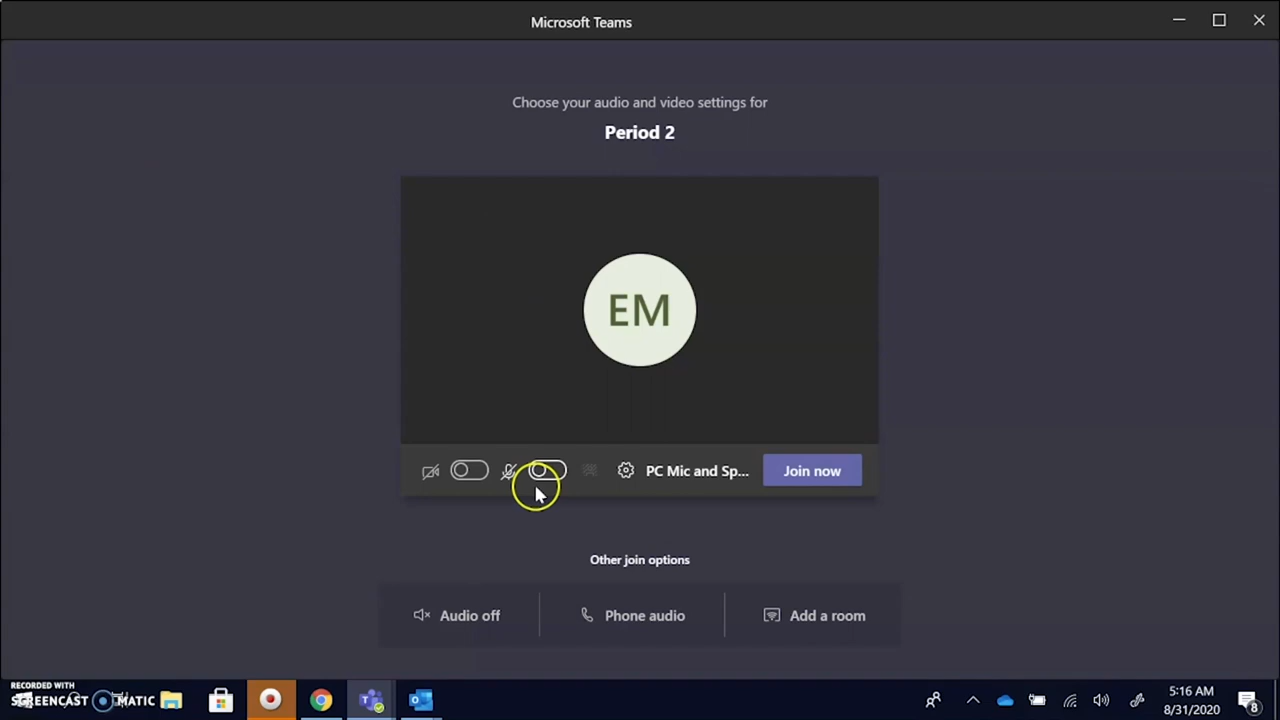 Microsoft Teams
Choose your audio and video settings for
Period 2
EM
PC Mic and Sp...
Join now
Other join options
Audio off
Phone audio
Add a room
RECORDED WITH
SCREENCAST MATIC
5:16 AM
8/31/2020
8